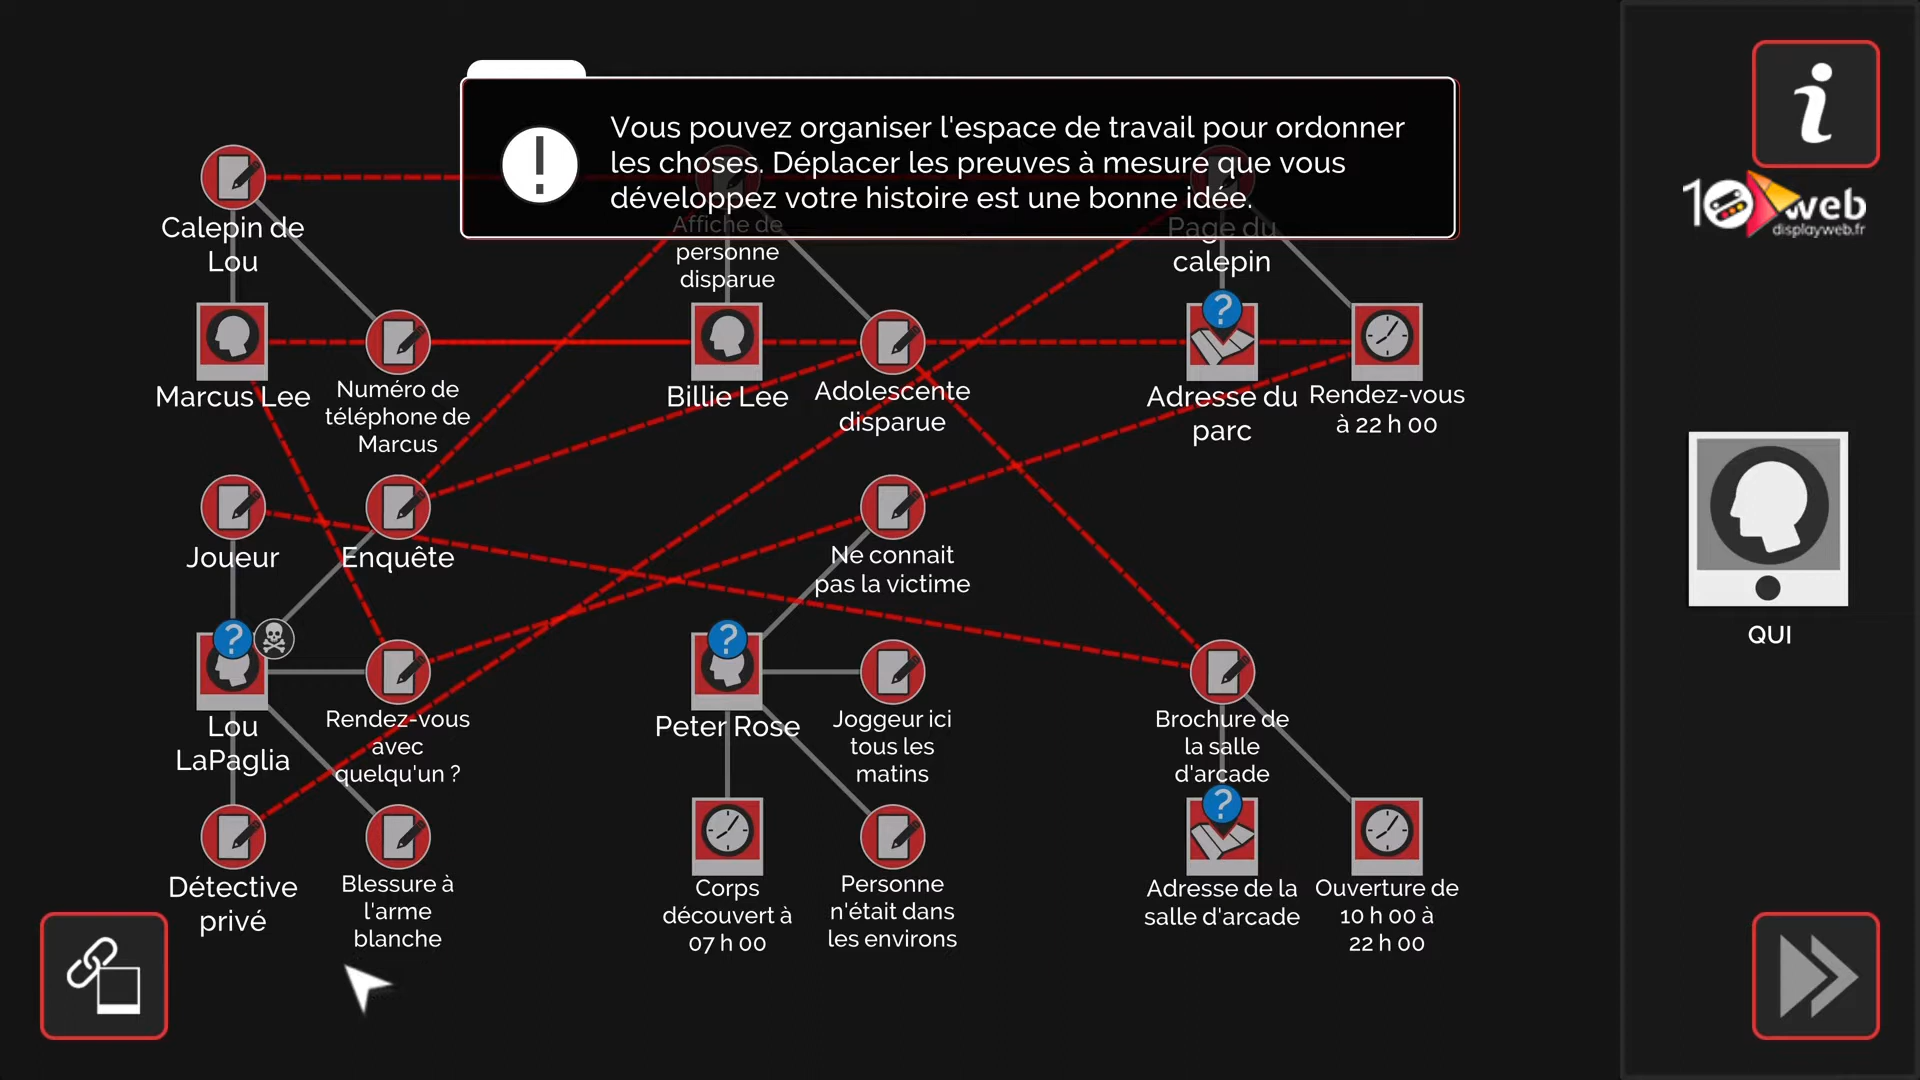 Vous pouvez organiser l'espace de travail pour ordonner
les choses. Déplacer les preuves à mesure que vous
développez votre histoire est une bonne idée.
Calepin de
Lou
Affiche de
personne
disparue
Page du
calepin
10 web
displayweb.fr
Marcus Lee
Numéro de
téléphone de
Marcus
Billie Lee
Adolescente
disparue
Adresse du
parc
Rendez-vous
à 22 h 00
Joueur
Enquête
Ne connait
pas la victime
QUI
Lou
LaPaglia
Rendez-vous
avec
quelqu'un ?
Peter Rose
Joggeur ici
tous les
matins
Brochure de
la salle
d'arcade
Détective
privé
Blessure à
l'arme
blanche
Corps
découvert à
07 h 00
Personne
n'était dans
les environs
Adresse de la
salle d'arcade
Ouverture de
10 h 00 à
22 h 00